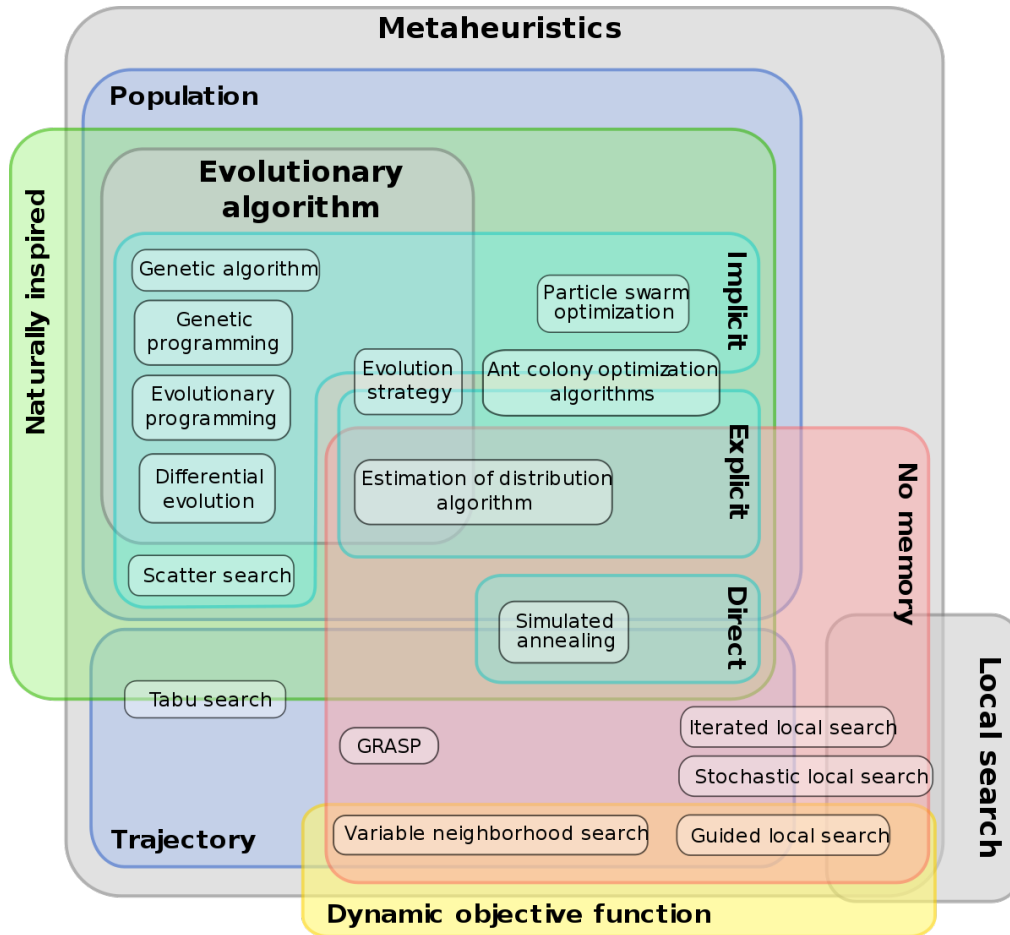 Metaheuristics
Population
Naturally inspired
Evolutionary
algorithm
Implicit
Genetic algorithm
Particle swarm
optimization
Genetic
programming
Evolution
strategy
Ant colony optimization
algorithms
Evolutionary
programming
Explicit
Differential
evolution
Estimation of distribution
algorithm
No memory
Scatter search
Direct
Simulated
annealing
Local search
Tabu search
Iterated local search
GRASP
Stochastic local search
Trajectory
Variable neighborhood search
Guided local search
Dynamic objective function